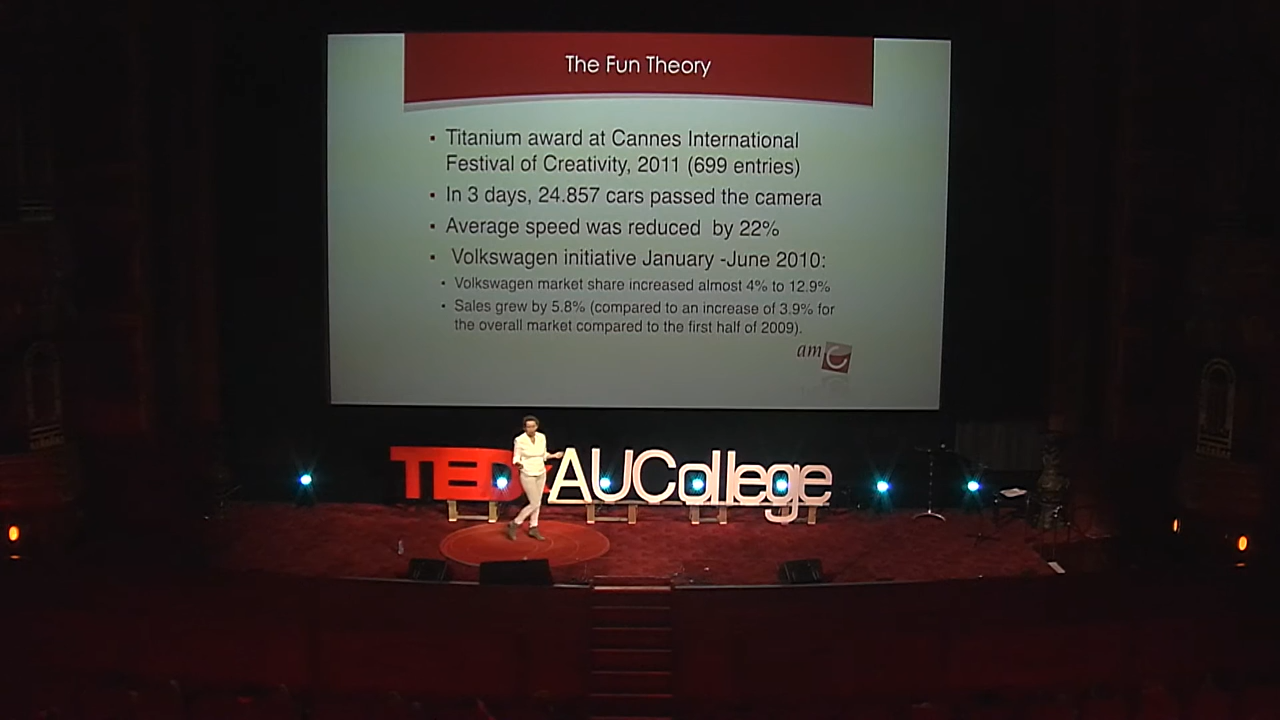 The Fun Theory
▪ Titanium award at Cannes International
Festival of Creativity, 2011 (699 entries)
▪ In 3 days, 24.857 cars passed the camera
▪ Average speed was reduced by 22%
▪ Volkswagen initiative January -June 2010:
• Volkswagen market share increased almost 4% to 12.9%
• Sales grew by 5.8% (compared to an increase of 3.9% for
the overall market compared to the first half of 2009).
am
TEDxAUCollege